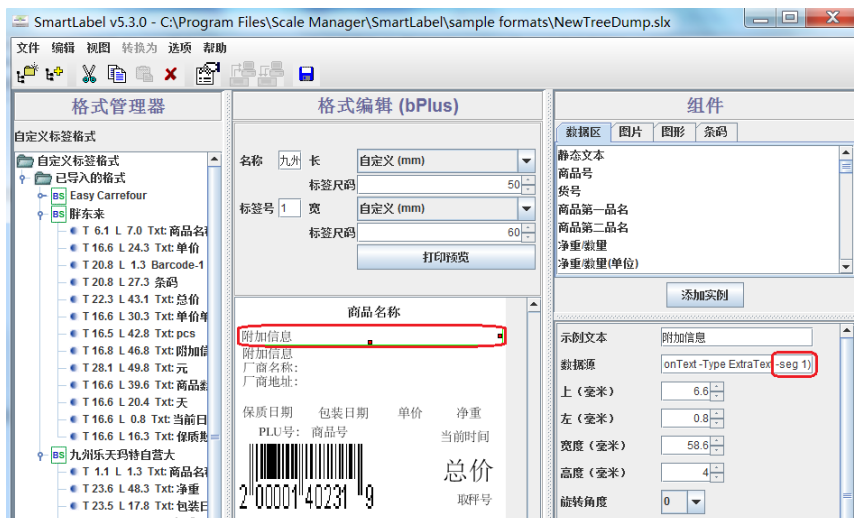 SmartLabel v5.3.0 - C:\Program Files\Scale Manager\SmartLabel\sample formats\NewTreeDump.slx
文件 编辑 视图 转换为 选项 帮助
格式管理器
自定义标签格式
自定义标签格式
已导入的格式
BS Easy Carrefour
BS 胖东来
T 6.1 L 7.0 Txt: 商品名
T 16.6 L 24.3 Txt: 单价
T 20.8 L 1.3 Barcode-1
T 20.8 L 27.3 条码
T 22.3 L 43.1 Txt: 总价
T 16.6 L 30.3 Txt: 单价单
T 16.5 L 42.8 Txt: pcs
T 16.8 L 46.8 Txt: 附加信
T 28.1 L 49.8 Txt: 元
T 16.6 L 39.6 Txt: 商品
T 16.6 L 20.4 Txt: 天
T 16.6 L 0.8 Txt: 当前日
T 16.6 L 16.3 Txt: 保质期
BS 九州乐天玛特自营大
T 1.1 L 1.3 Txt: 商品名
T 23.6 L 48.3 Txt: 净重
T 23.5 L 17.8 Txt: 包装日
格式编辑 (bPlus)
名称 九州 长 自定义 (mm)
标签尺码 50
标签号 1 宽 自定义 (mm)
标签尺码 60
打印预览
商品名称
附加信息
附加信息
厂商名称:
厂商地址:
保质日期 包装日期 单价 净重
PLU号: 商品号 当前时间
总价
2 00001 40231 9 取秤号
组件
数据区 图片 图形 条码
静态文本
商品号
货号
商品第一品名
商品第二品名
净重/数量
净重/数量(单位)
添加实例
示例文本 附加信息
数据源 onText -Type ExtraText -seg 1)
上 (毫米) 6.6
左 (毫米) 0.8
宽度 (毫米) 58.6
高度 (毫米) 4
旋转角度 0